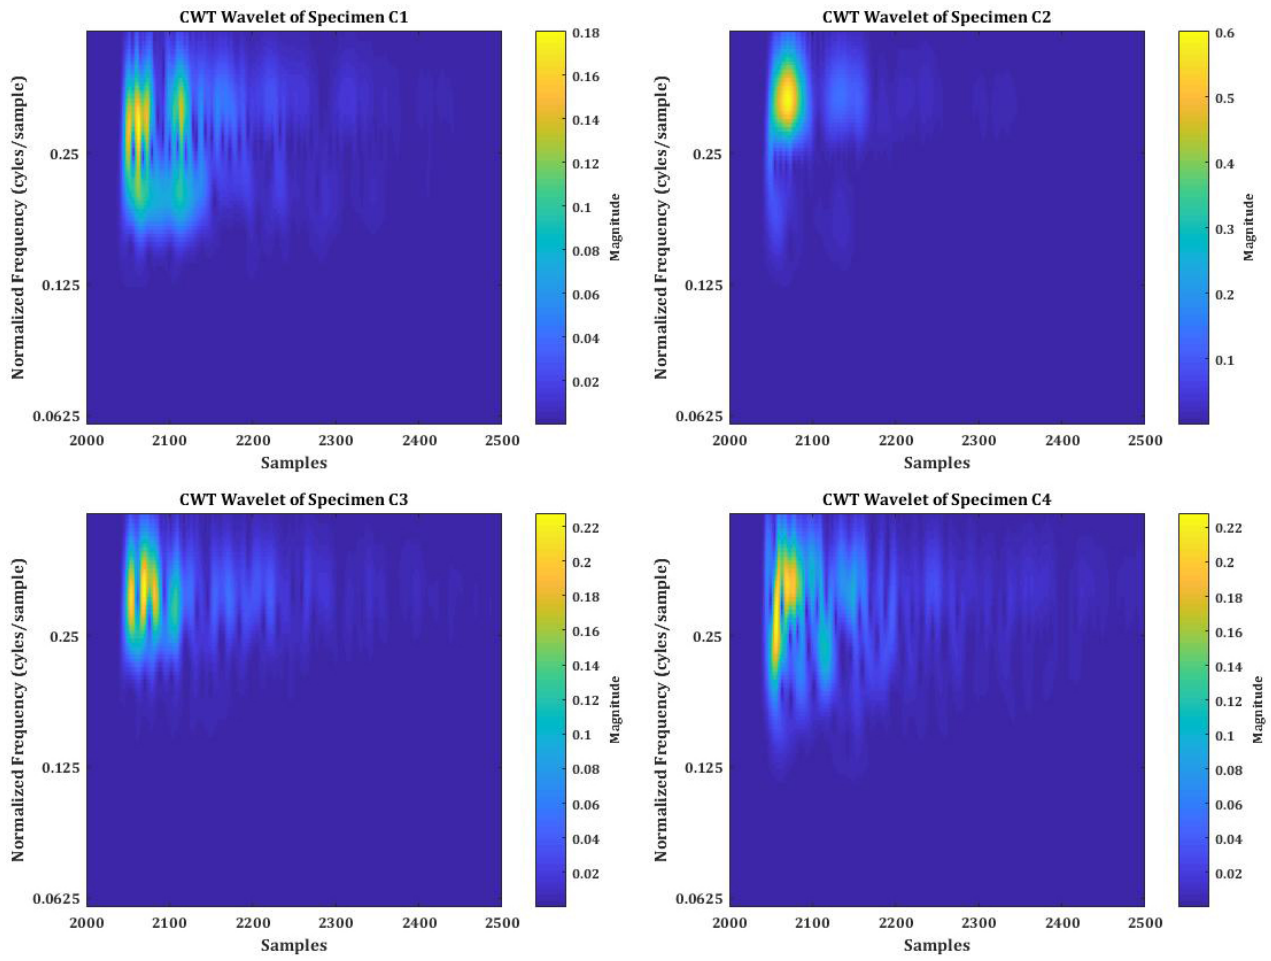 CWT Wavelet of Specimen C1
Normalized Frequency (cyles/sample)
0.25
0.125
0.0625
2000 2100 2200 2300 2400 2500
Samples
0.18
0.16
0.14
0.12
0.1
0.08
0.06
0.04
0.02
Magnitude
CWT Wavelet of Specimen C2
Normalized Frequency (cyles/sample)
0.25
0.125
0.0625
2000 2100 2200 2300 2400 2500
Samples
0.6
0.5
0.4
0.3
0.2
0.1
Magnitude
CWT Wavelet of Specimen C3
Normalized Frequency (cyles/sample)
0.25
0.125
0.0625
2000 2100 2200 2300 2400 2500
Samples
0.22
0.2
0.18
0.16
0.14
0.12
0.1
0.08
0.06
0.04
0.02
Magnitude
CWT Wavelet of Specimen C4
Normalized Frequency (cyles/sample)
0.25
0.125
0.0625
2000 2100 2200 2300 2400 2500
Samples
0.22
0.2
0.18
0.16
0.14
0.12
0.1
0.08
0.06
0.04
0.02
Magnitude